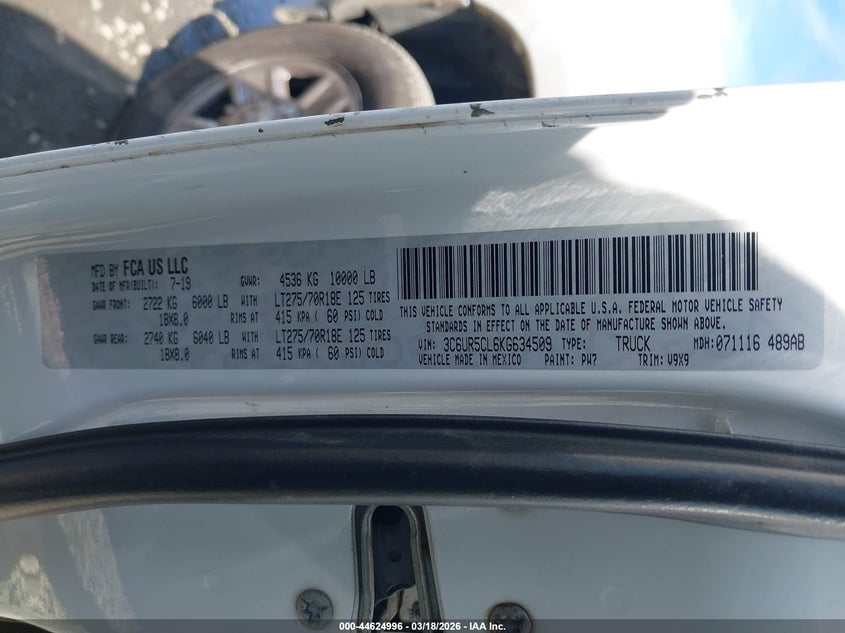 MFD BY FCA US LLC
DATE OF MFR(BUILT): 7-19 GVWR: 4536 KG 10000 LB
GAWR FRONT: 2722 KG 6000 LB WITH LT275/70R18E 125 TIRES
18X8.0 RIMS AT 415 KPA ( 60 PSI) COLD
GAWR REAR: 2740 KG 6040 LB WITH LT275/70R18E 125 TIRES
18X8.0 RIMS AT 415 KPA ( 60 PSI) COLD
THIS VEHICLE CONFORMS TO ALL APPLICABLE U.S.A. FEDERAL MOTOR VEHICLE SAFETY
STANDARDS IN EFFECT ON THE DATE OF MANUFACTURE SHOWN ABOVE.
VIN: 3C6UR5CL6KG634509 TYPE: TRUCK MDH: 071116 489AB
VEHICLE MADE IN MEXICO PAINT: PW7 TRIM: V9X9
000-44624996 - 03/18/2026 - IAA Inc.